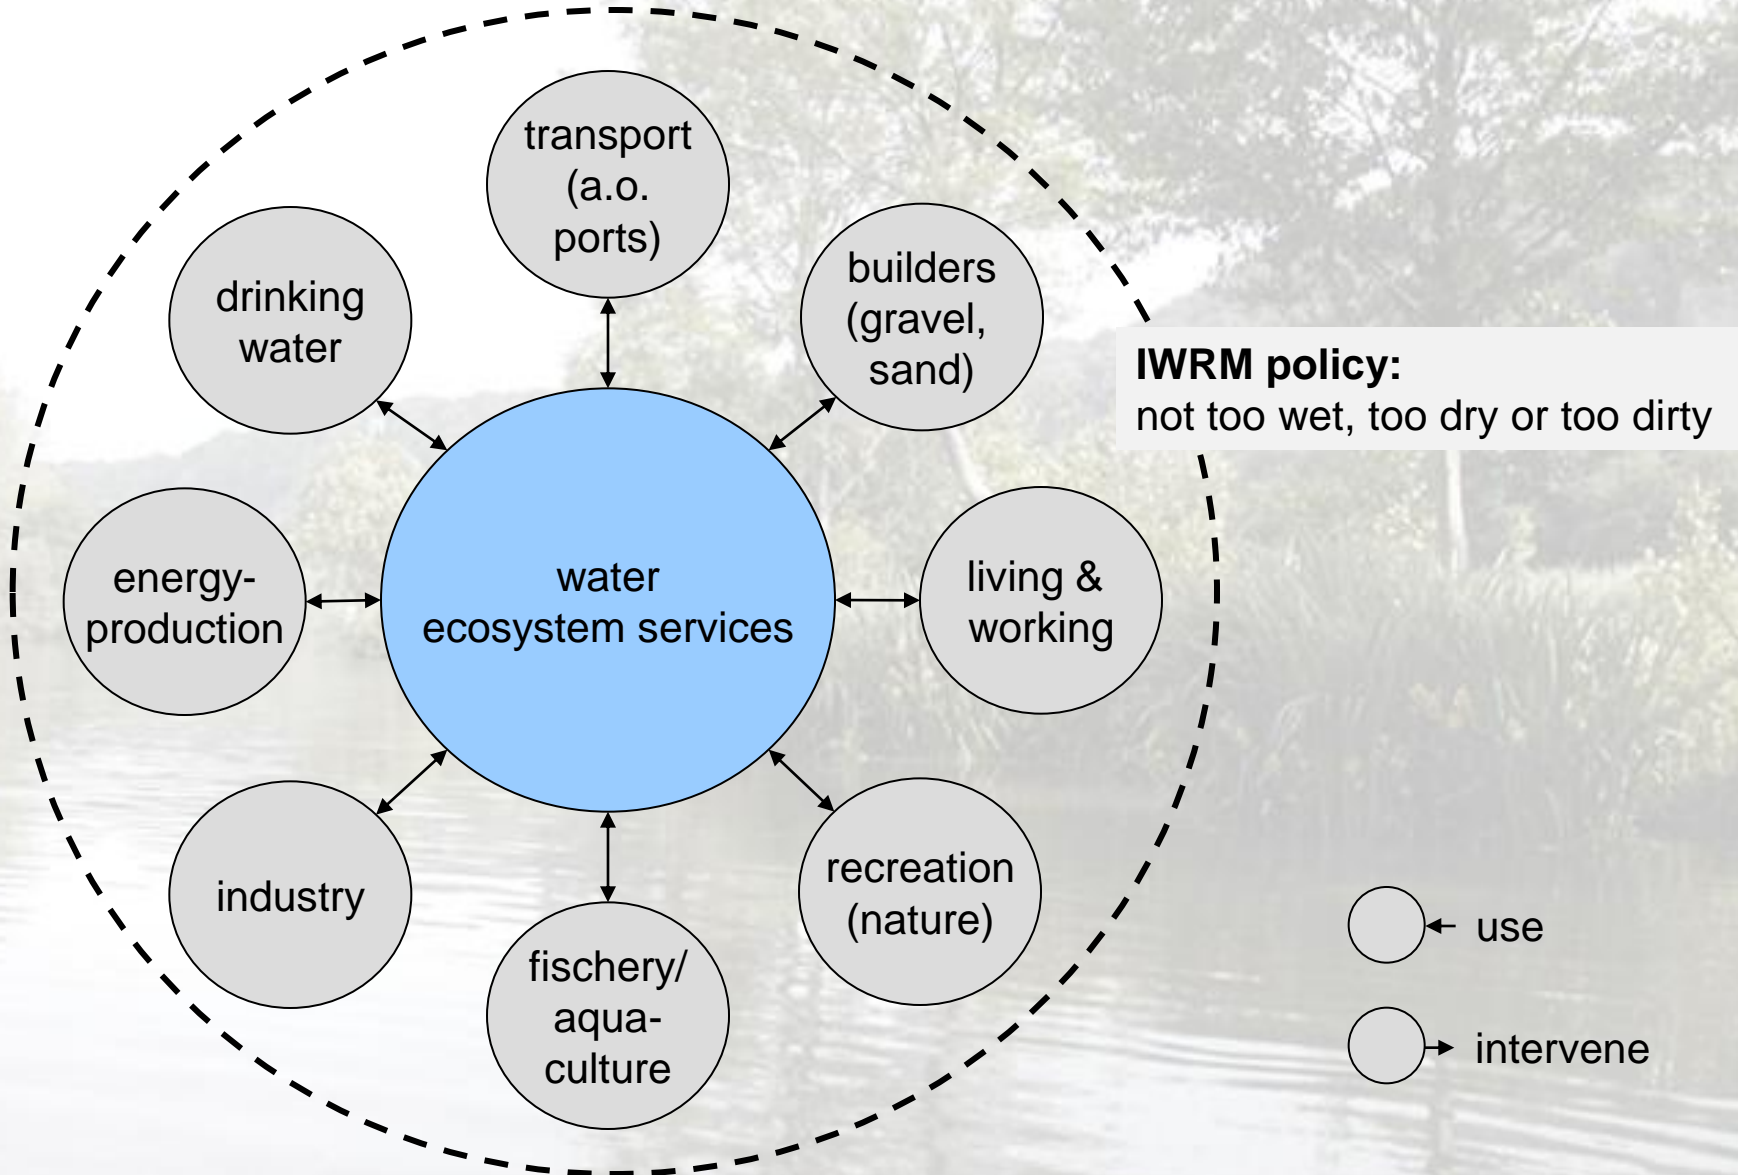 transport
(a.o.
ports)
builders
(gravel,
sand)
drinking
water
IWRM policy:
not too wet, too dry or too dirty
energy-
production
water
ecosystem services
living &
working
industry
recreation
(nature)
fischery/
aqua-
culture
use
intervene